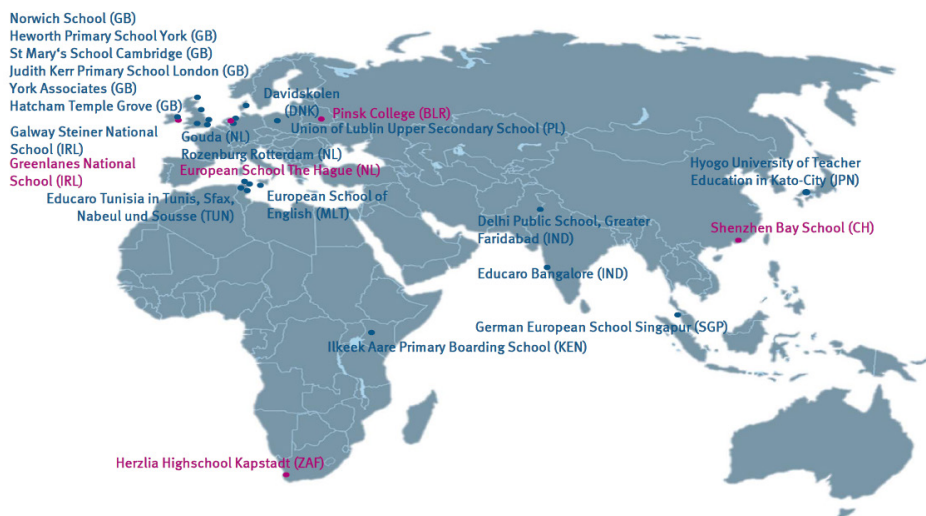 Norwich School (GB)
Heworth Primary School York (GB)
St Mary's School Cambridge (GB)
Judith Kerr Primary School London (GB)
York Associates (GB)
Hatcham Temple Grove (GB)
Galway Steiner National
School (IRL)
Greenlanes National
School (IRL)
Davidskolen
(DNK)
Pinsk College (BLR)
Union of Lublin Upper Secondary School (PL)
Gouda (NL)
Rozenburg Rotterdam (NL)
European School The Hague (NL)
Educaro Tunisia in Tunis, Sfax,
Nabeul und Sousse (TUN)
European School of
English (MLT)
Hyogo University of Teacher
Education in Kato-City (JPN)
Delhi Public School, Greater
Faridabad (IND)
Shenzhen Bay School (CH)
Educaro Bangalore (IND)
German European School Singapur (SGP)
Ilkeek Aare Primary Boarding School (KEN)
Herzlia Highschool Kapstadt (ZAF)